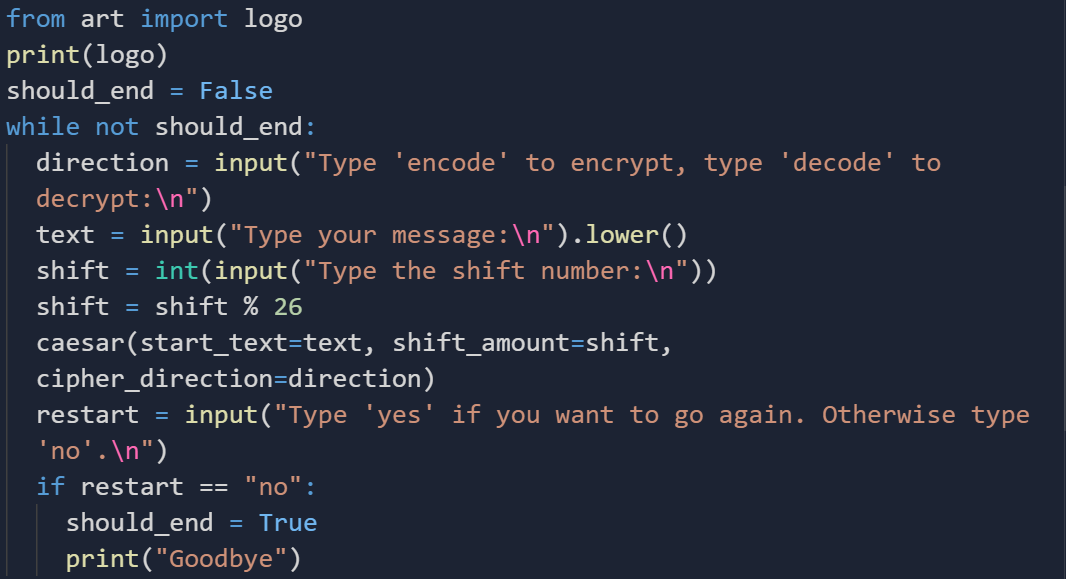 from art import logo
print(logo)
should_end = False
while not should_end:
  direction = input("Type 'encode' to encrypt, type 'decode' to
  decrypt:\n")
  text = input("Type your message:\n").lower()
  shift = int(input("Type the shift number:\n"))
  shift = shift % 26
  caesar(start_text=text, shift_amount=shift,
  cipher_direction=direction)
  restart = input("Type 'yes' if you want to go again. Otherwise type
  'no'.\n")
  if restart == "no":
    should_end = True
    print("Goodbye")